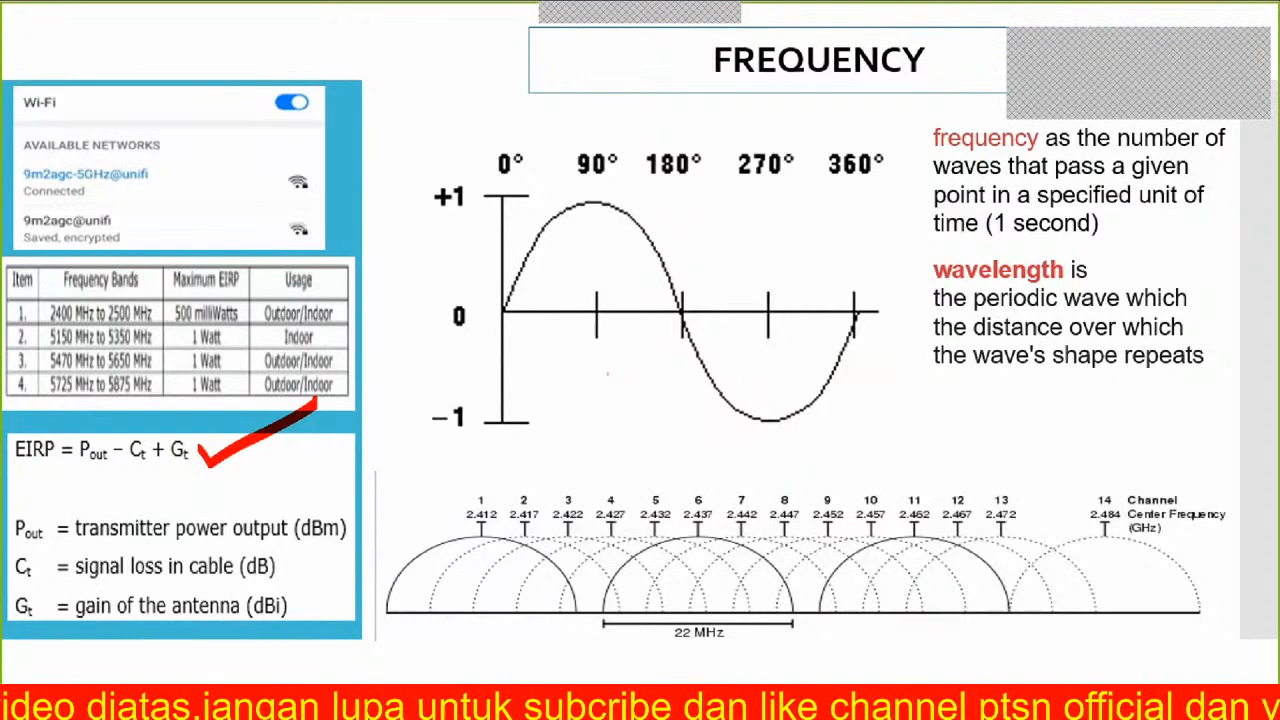 FREQUENCY
Wi-Fi
AVAILABLE NETWORKS
9m2agc-5GHz@unifi
Connected
9m2agc@unifi
Saved, encrypted
Item Frequency Bands Maximum EIRP Usage
1. 2400 MHz to 2500 MHz 500 milliWatts Outdoor/Indoor
2. 5150 MHz to 5350 MHz 1 Watt Indoor
3. 5470 MHz to 5650 MHz 1 Watt Outdoor/Indoor
4. 5725 MHz to 5875 MHz 1 Watt Outdoor/Indoor
EIRP = Pout – Ct + Gt
Pout = transmitter power output (dBm)
Ct = signal loss in cable (dB)
Gt = gain of the antenna (dBi)
0° 90° 180° 270° 360°
+1
0
–1
frequency as the number of
waves that pass a given
point in a specified unit of
time (1 second)
wavelength is
the periodic wave which
the distance over which
the wave's shape repeats
1 2 3 4 5 6 7 8 9 10 11 12 13 14 Channel
2.412 2.417 2.422 2.427 2.432 2.437 2.442 2.447 2.452 2.457 2.462 2.467 2.472 2.484 Center Frequency
(GHz)
22 MHz
ideo diatas,jangan lupa untuk subcribe dan like channel ptsn official dan